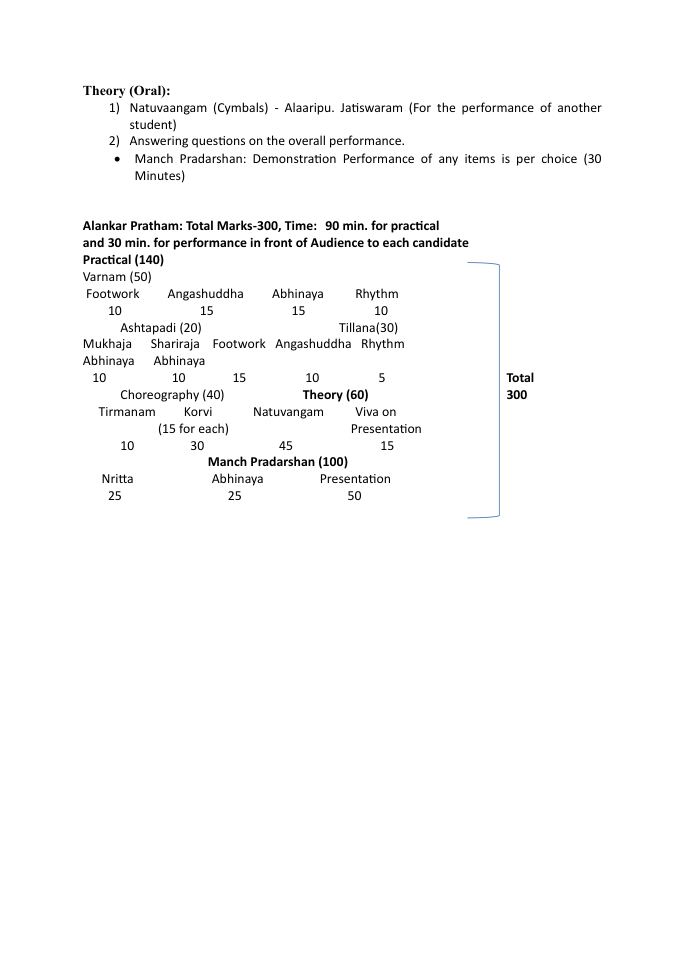 Theory (Oral):
1) Natuvaangam (Cymbals) - Alaaripu. Jatiswaram (For the performance of another
student)
2) Answering questions on the overall performance.
• Manch Pradarshan: Demonstration Performance of any items is per choice (30
Minutes)
Alankar Pratham: Total Marks-300, Time: 90 min. for practical
and 30 min. for performance in front of Audience to each candidate
Practical (140)
Varnam (50)
Footwork Angashuddha Abhinaya Rhythm
10 15 15 10
Ashtapadi (20) Tillana(30)
Mukhaja Shariraja Footwork Angashuddha Rhythm
Abhinaya Abhinaya
10 10 15 10 5 Total
Choreography (40) Theory (60) 300
Tirmanam Korvi Natuvangam Viva on
(15 for each) Presentation
10 30 45 15
Manch Pradarshan (100)
Nritta Abhinaya Presentation
25 25 50